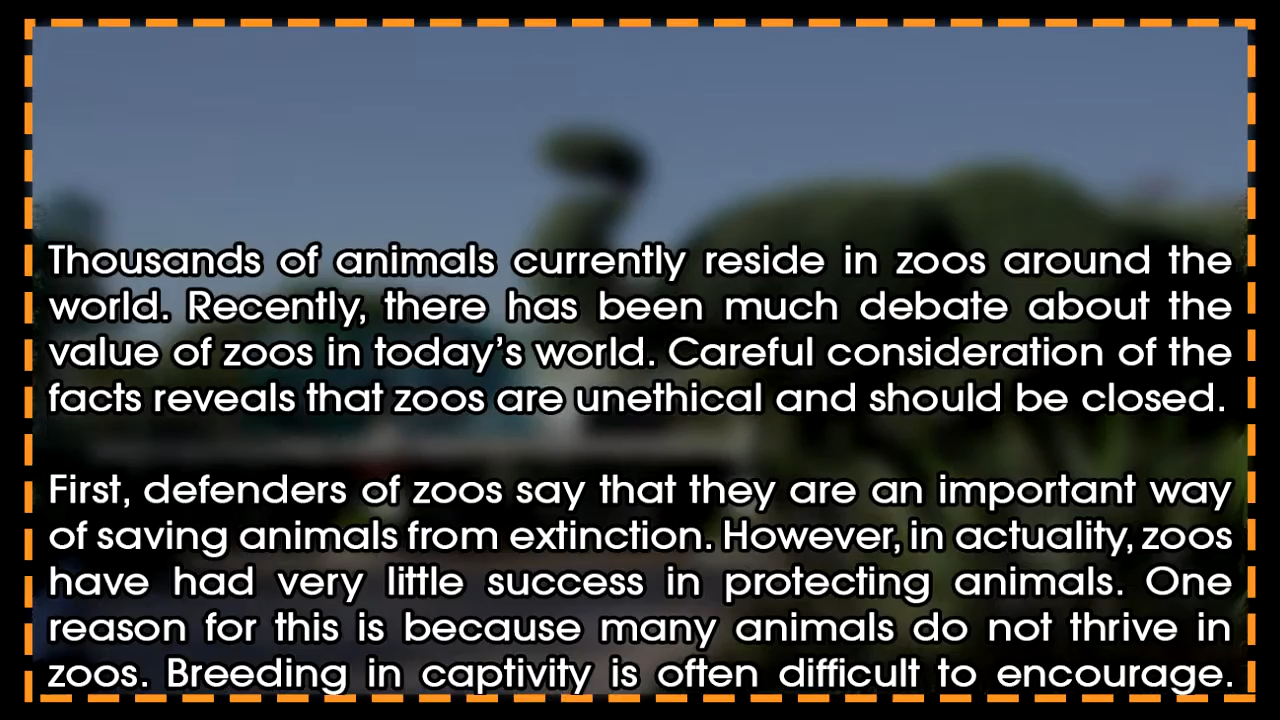 Thousands of animals currently reside in zoos around the
world. Recently, there has been much debate about the
value of zoos in today’s world. Careful consideration of the
facts reveals that zoos are unethical and should be closed.
First, defenders of zoos say that they are an important way
of saving animals from extinction. However, in actuality, zoos
have had very little success in protecting animals. One
reason for this is because many animals do not thrive in
zoos. Breeding in captivity is often difficult to encourage.